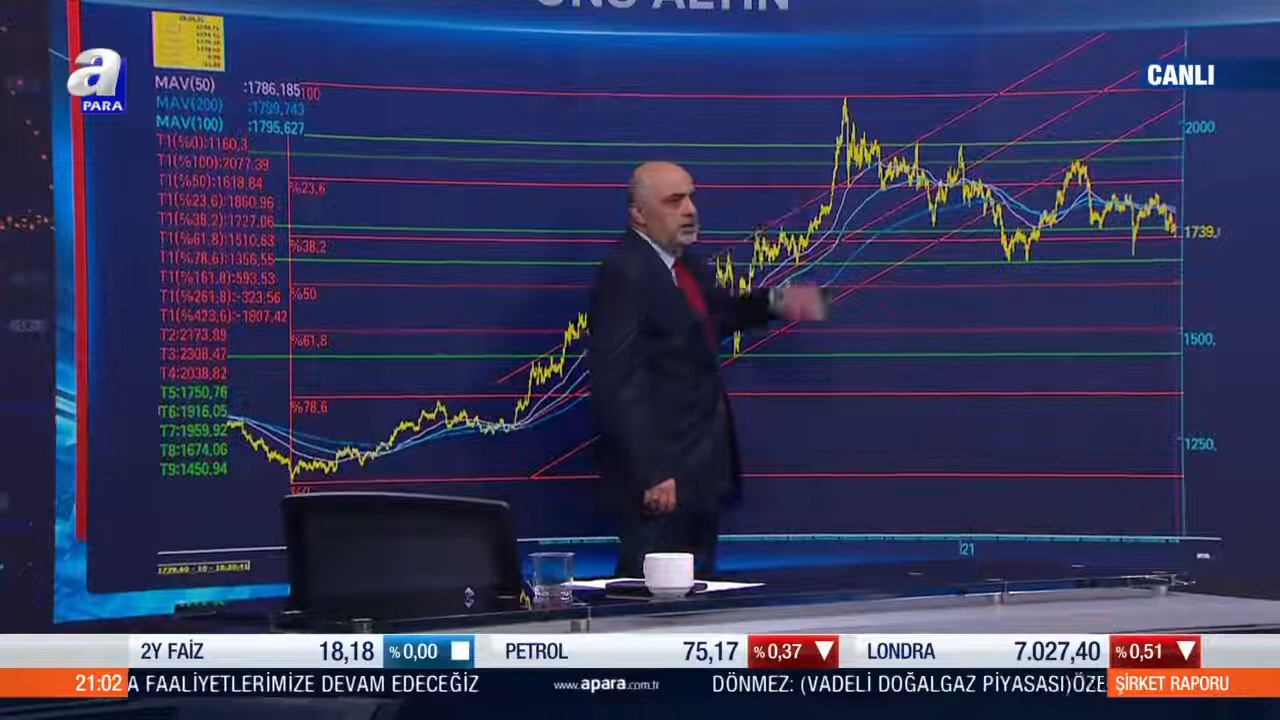 ONS ALTIN
a
PARA
CANLI
MAV(50) :1786.185
MAV(200) :1799,743
MAV(100) :1795,627
T1(%0):1160,3
T1(%100):2077,39
T1(%50):1618,84
T1(%23,6):1860,96
T1(%38,2):1727,06
T1(%61,8):1510,63
T1(%78,6):1356,55
T1(%161,8):593,53
T1(%261,8):-323,56
T1(%423,6):-1807,42
T2:2173,89
T3:2308,47
T4:2038,82
T5:1750,76
T6:1916,05
T7:1959,92
T8:1674,06
T9:1450,94
%23,6
%38,2
%50
%61,8
%78,6
2000,
1739,
1500,
1250,
21
2Y FAİZ 18,18 %0,00 PETROL 75,17 %0,37 LONDRA 7.027,40 %0,51
21:02 A FAALİYETLERİMİZE DEVAM EDECEĞİZ www.apara.com.tr DÖNMEZ: (VADELİ DOĞALGAZ PİYASASI)ÖZE ŞİRKET RAPORU